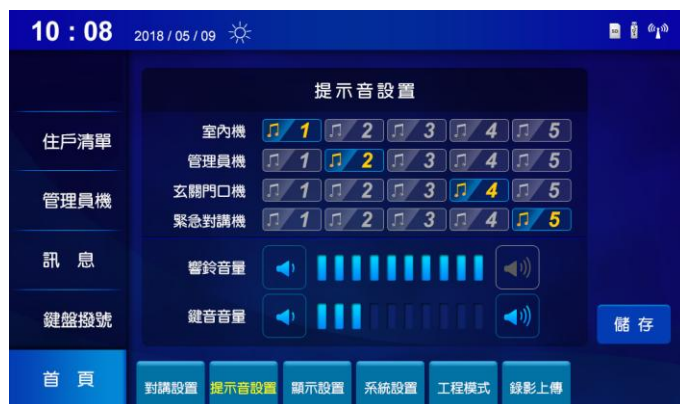 10 : 08 2018 / 05 / 09
提示音設置
室內機 1 2 3 4 5
管理員機 1 2 3 4 5
玄關門口機 1 2 3 4 5
緊急對講機 1 2 3 4 5
響鈴音量
鍵音音量
住戶清單
管理員機
訊 息
鍵盤撥號
首 頁
儲 存
對講設置 提示音設置 顯示設置 系統設置 工程模式 錄影上傳